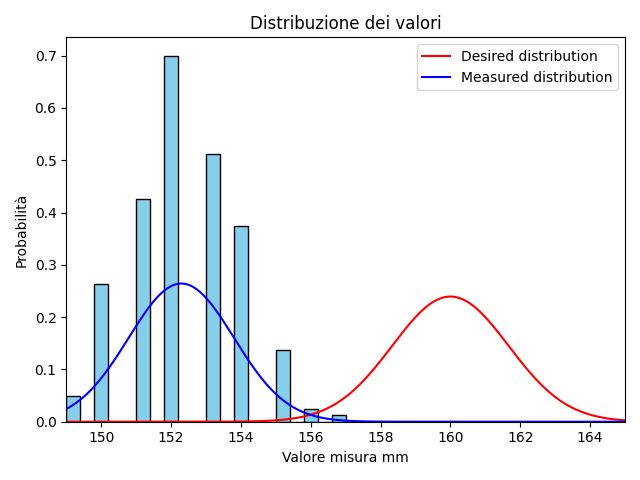 Distribuzione dei valori
Desired distribution
Measured distribution
Probabilità
0.7
0.6
0.5
0.4
0.3
0.2
0.1
0.0
150 152 154 156 158 160 162 164
Valore misura mm